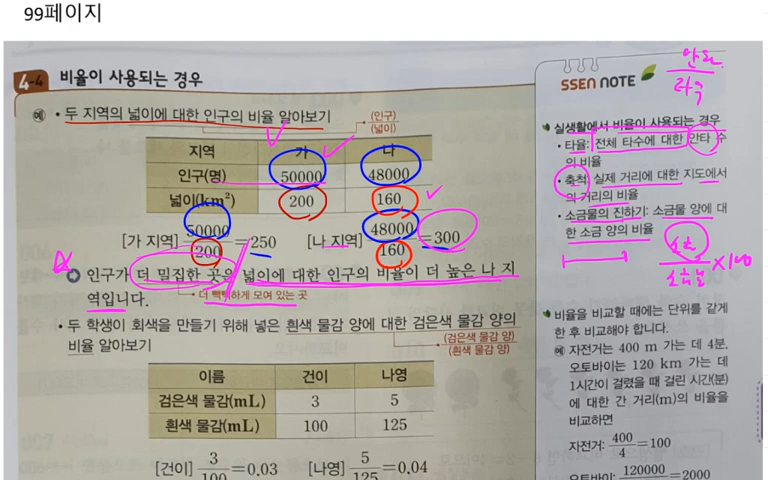 99페이지
4-4 비율이 사용되는 경우
예 • 두 지역의 넓이에 대한 인구의 비율 알아보기
(인구)
(넓이)
지역 가 나
인구(명) 50000 48000
넓이(km²) 200 160
[가 지역] 50000/200=250 [나 지역] 48000/160=300
인구가 더 밀집한 곳은 넓이에 대한 인구의 비율이 더 높은 나 지
역입니다.
더 빽빽하게 모여 있는 곳
• 두 학생이 회색을 만들기 위해 넣은 흰색 물감 양에 대한 검은색 물감 양의
비율 알아보기
(검은색 물감 양)
(흰색 물감 양)
이름 건이 나영
검은색 물감(mL) 3 5
흰색 물감(mL) 100 125
[건이] 3/100=0.03 [나영] 5/125=0.04
SSEN NOTE
안타
타수
실생활에서 비율이 사용되는 경우
• 타율: 전체 타수에 대한 안타 수
의 비율
• 축척: 실제 거리에 대한 지도에서
의 거리의 비율
• 소금물의 진하기: 소금물 양에 대
한 소금 양의 비율
소금
소금물 ×100
비율을 비교할 때에는 단위를 같게
한 후 비교해야 합니다.
예 자전거는 400 m 가는 데 4분,
오토바이는 120 km 가는 데
1시간이 걸렸을 때 걸린 시간(분)
에 대한 간 거리(m)의 비율을
비교하면
자전거: 400/4=100
오토바이: 120000 =2000